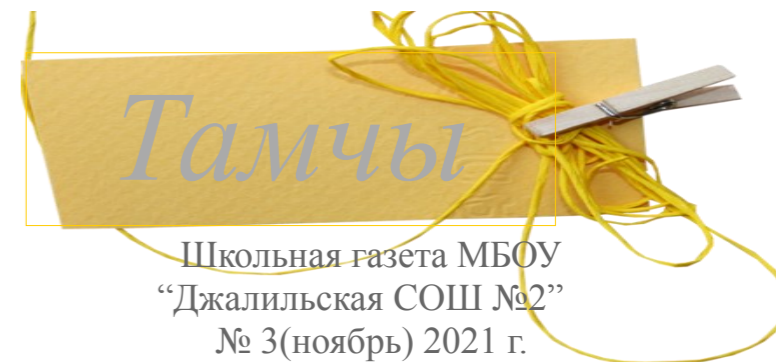 Тамчы
Школьная газета МБОУ
“Джалильская СОШ №2”
№ 3(ноябрь) 2021 г.